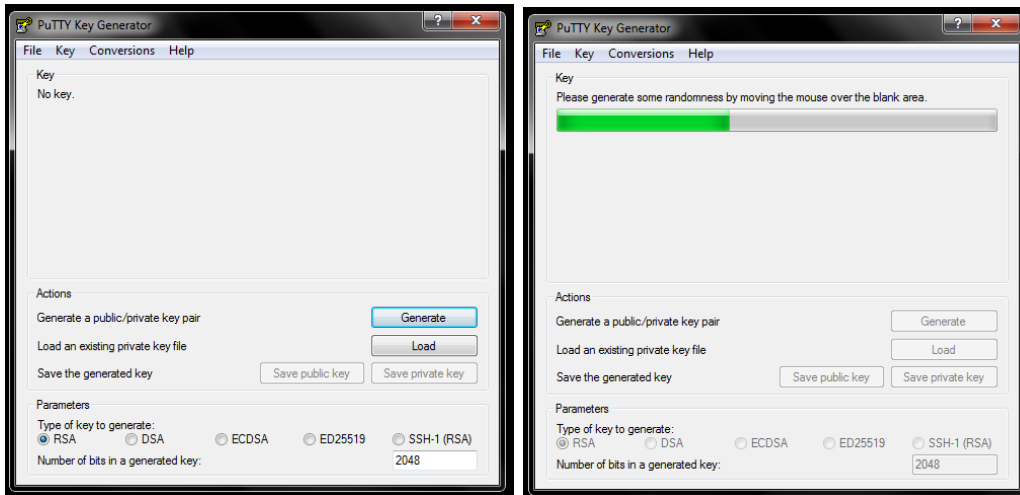 PuTTY Key Generator
File Key Conversions Help
Key
No key.
Actions
Generate a public/private key pair Generate
Load an existing private key file Load
Save the generated key Save public key Save private key
Parameters
Type of key to generate:
RSA DSA ECDSA ED25519 SSH-1 (RSA)
Number of bits in a generated key: 2048
PuTTY Key Generator
File Key Conversions Help
Key
Please generate some randomness by moving the mouse over the blank area.
Actions
Generate a public/private key pair Generate
Load an existing private key file Load
Save the generated key Save public key Save private key
Parameters
Type of key to generate:
RSA DSA ECDSA ED25519 SSH-1 (RSA)
Number of bits in a generated key: 2048